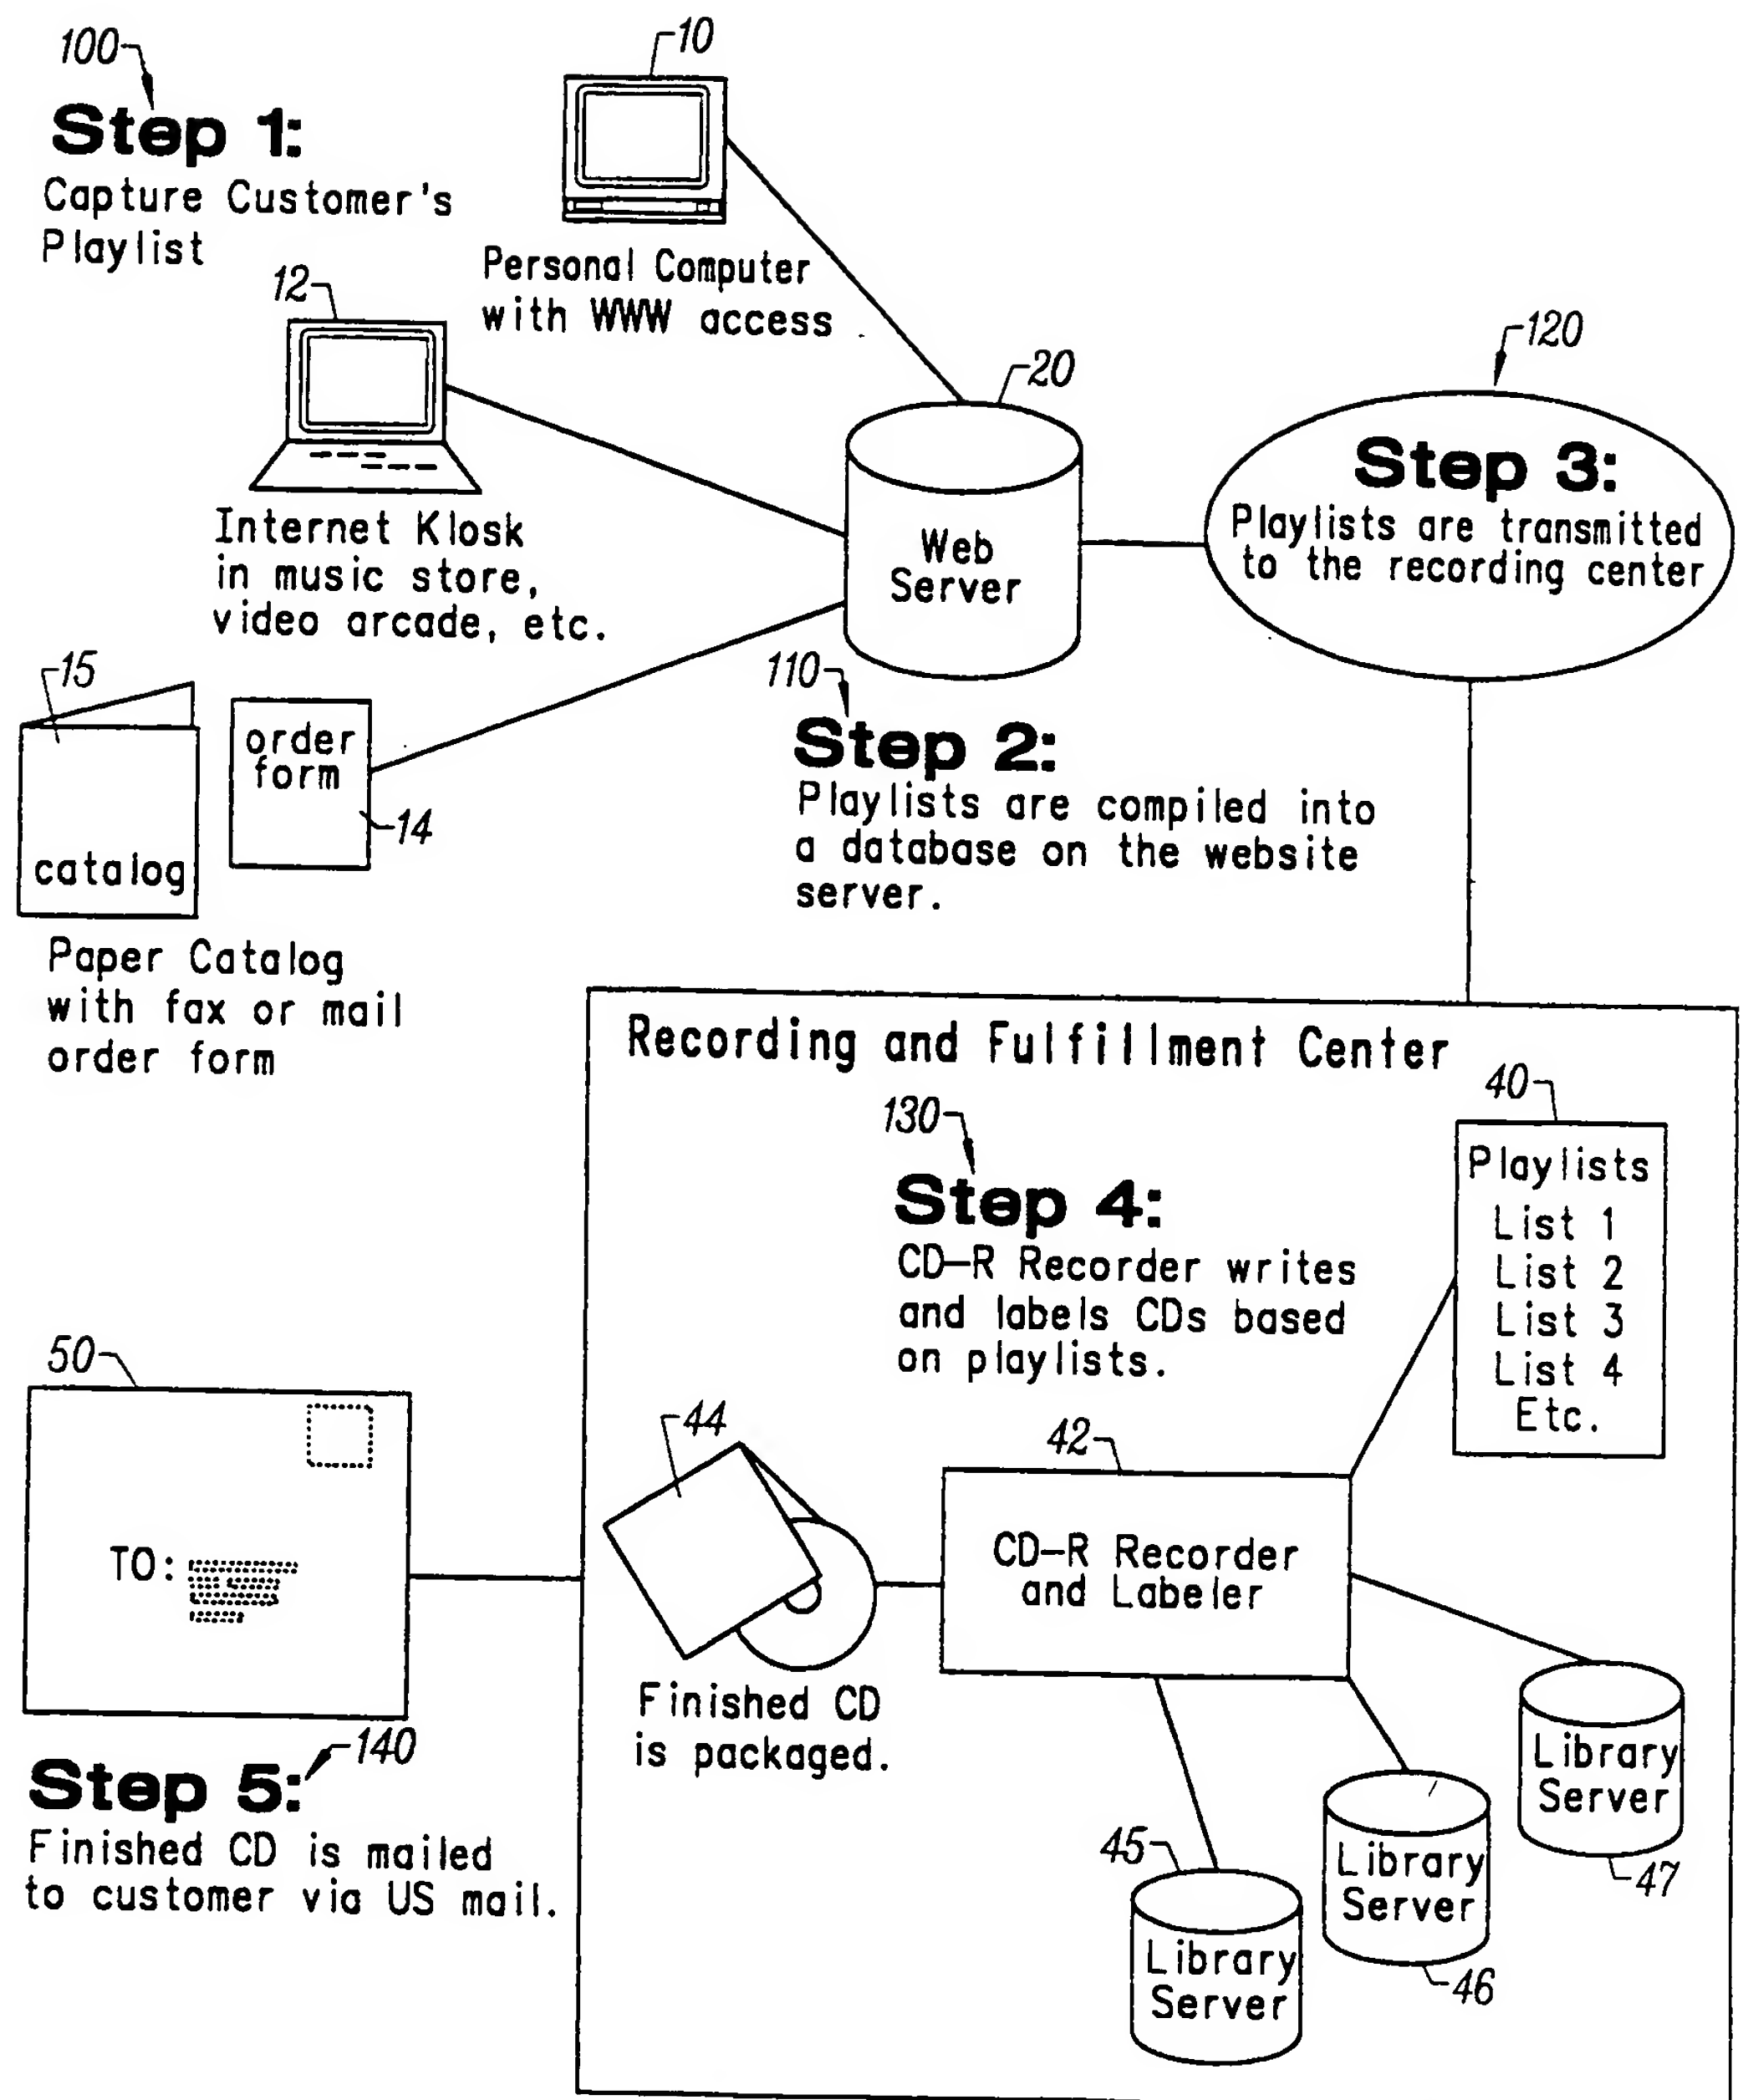 100
Step 1:
Capture Customer's
Playlist
10
Personal Computer
with WWW access
12
Internet Klosk
in music store,
video arcade, etc.
15
catalog
order
form
14
Paper Catalog
with fax or mail
order form
20
Web
Server
110
Step 2:
Playlists are compiled into
a database on the website
server.
120
Step 3:
Playlists are transmitted
to the recording center
Recording and Fulfillment Center
130
Step 4:
CD-R Recorder writes
and labels CDs based
on playlists.
40
Playlists
List 1
List 2
List 3
List 4
Etc.
42
CD-R Recorder
and Labeler
44
Finished CD
is packaged.
45
Library
Server
Library
Server
46
Library
Server
47
50
TO:
140
Step 5:
Finished CD is mailed
to customer via US mail.